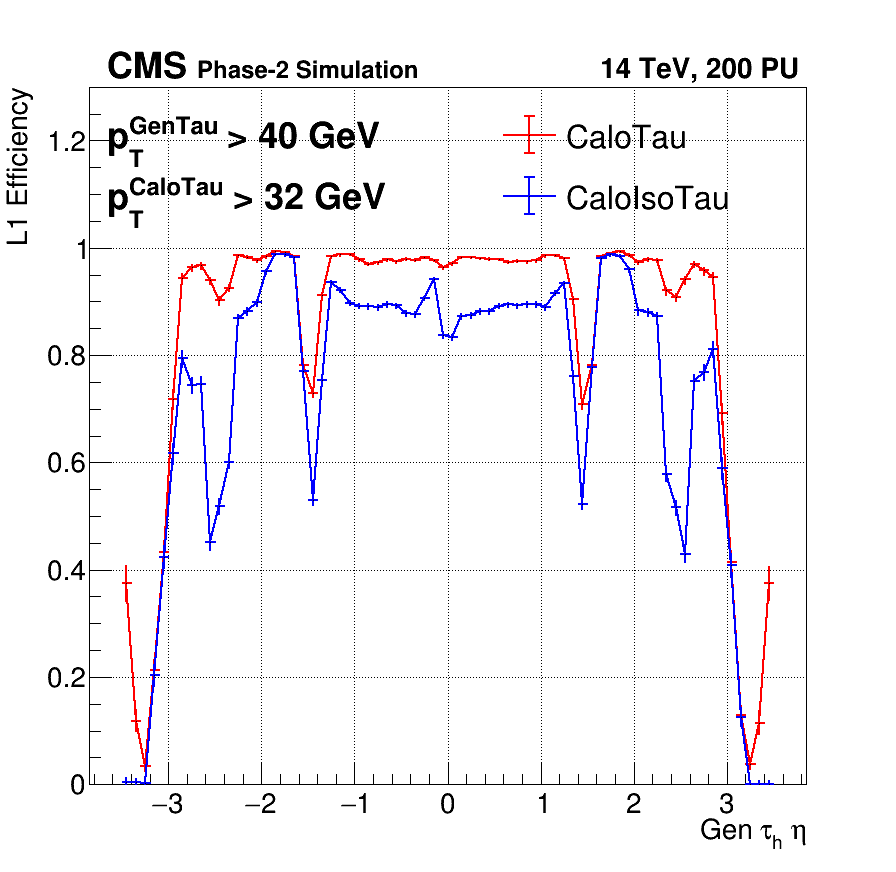 CMS Phase-2 Simulation 14 TeV, 200 PU
L1 Efficiency
p_T^GenTau > 40 GeV
p_T^CaloTau > 32 GeV
CaloTau
CaloIsoTau
1.2
1
0.8
0.6
0.4
0.2
0
−3 −2 −1 0 1 2 3
Gen τ_h η